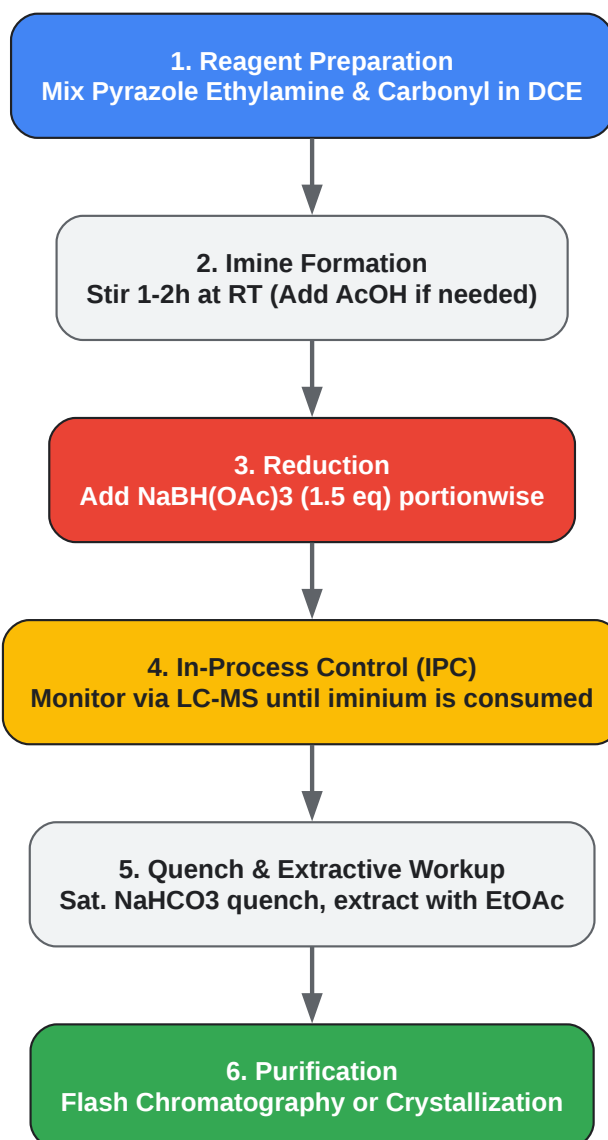 1. Reagent Preparation
Mix Pyrazole Ethylamine & Carbonyl in DCE
2. Imine Formation
Stir 1-2h at RT (Add AcOH if needed)
3. Reduction
Add NaBH(OAc)3 (1.5 eq) portionwise
4. In-Process Control (IPC)
Monitor via LC-MS until iminium is consumed
5. Quench & Extractive Workup
Sat. NaHCO3 quench, extract with EtOAc
6. Purification
Flash Chromatography or Crystallization